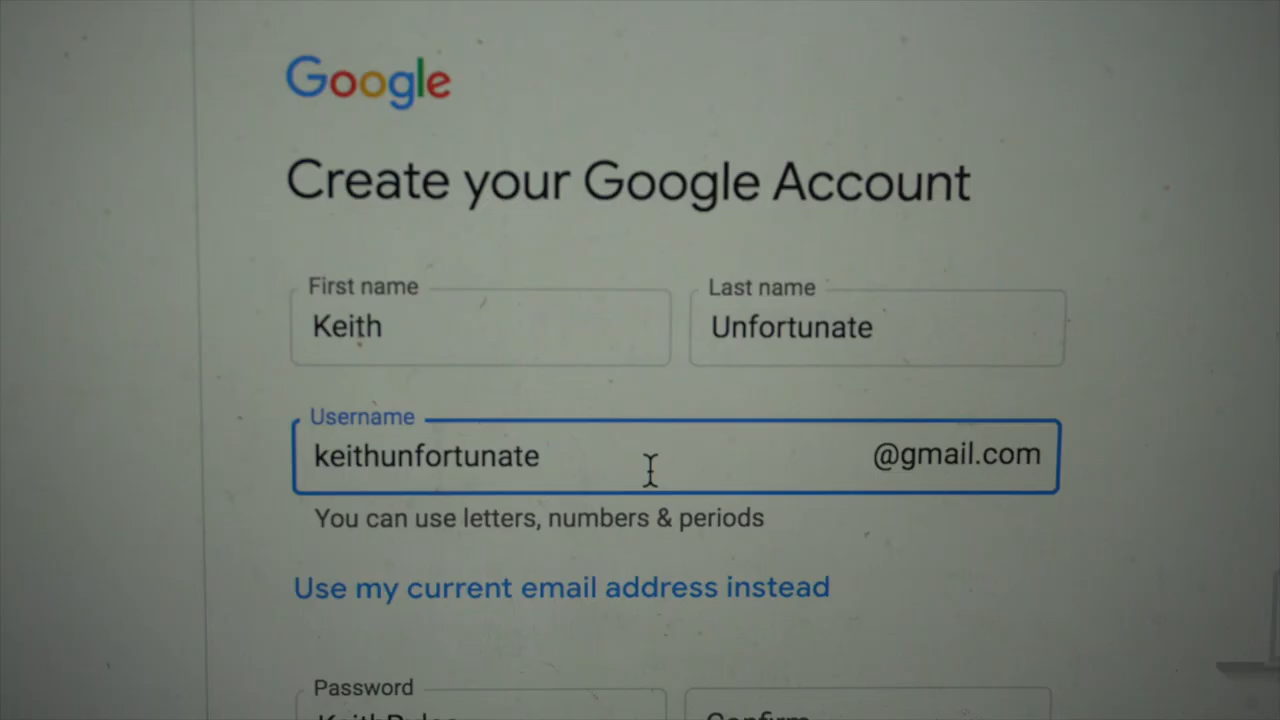 Google
Create your Google Account
First name
Last name
Keith
Unfortunate
Username
keithunfortunate
@gmail.com
You can use letters, numbers & periods
Use my current email address instead
Password
Confirm